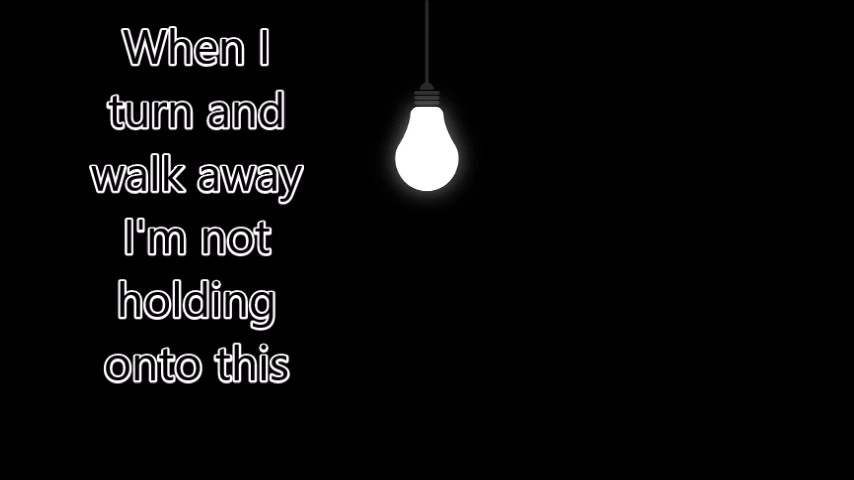 When I
turn and
walk away
I'm not
holding
onto this